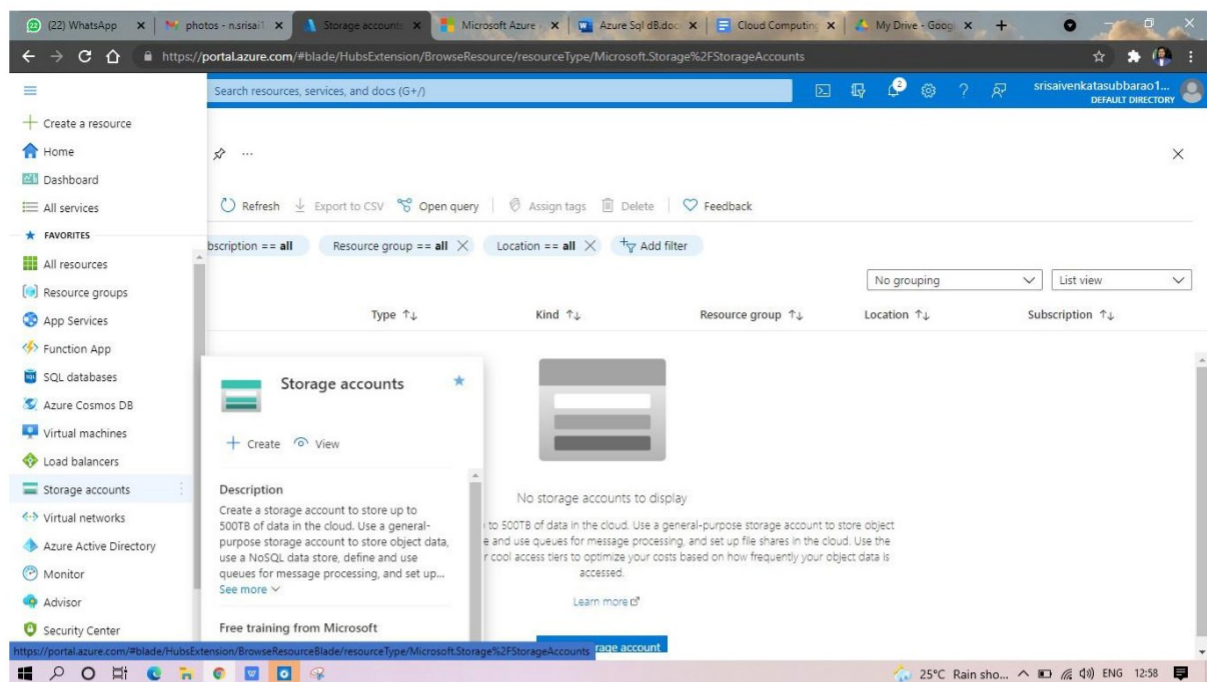 (22) WhatsApp
photos - n.srisai1
Storage accounts
Microsoft Azure
Azure Sql dB.doc
Cloud Computing
My Drive - Googl
https://portal.azure.com/#blade/HubsExtension/BrowseResource/resourceType/Microsoft.Storage%2FStorageAccounts
Search resources, services, and docs (G+/)
2
srisaivenkatasubbarao1...
DEFAULT DIRECTORY
Create a resource
Home
Dashboard
All services
FAVORITES
All resources
Resource groups
App Services
Function App
SQL databases
Azure Cosmos DB
Virtual machines
Load balancers
Storage accounts
Virtual networks
Azure Active Directory
Monitor
Advisor
Security Center
...
Refresh Export to CSV Open query Assign tags Delete Feedback
bscription == all Resource group == all Location == all Add filter
No grouping List view
Type Kind Resource group Location Subscription
Storage accounts
Create View
Description
Create a storage account to store up to
500TB of data in the cloud. Use a general-
purpose storage account to store object data,
use a NoSQL data store, define and use
queues for message processing, and set up...
See more
Free training from Microsoft
No storage accounts to display
to 500TB of data in the cloud. Use a general-purpose storage account to store object
e and use queues for message processing, and set up file shares in the cloud. Use the
r cool access tiers to optimize your costs based on how frequently your object data is
accessed.
Learn more
rage account
https://portal.azure.com/#blade/HubsExtension/BrowseResourceBlade/resourceType/Microsoft.Storage%2FStorageAccounts
25°C Rain sho... ENG 12:58